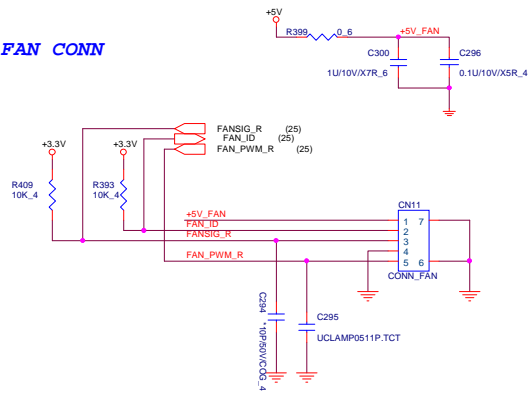 +5V
R399
0_6
+5V_FAN
FAN CONN
C300
C296
1U/10V/X7R_6
0.1U/10V/X5R_4
FANSIG_R (25)
FAN_ID (25)
FAN_PWM_R (25)
+3.3V
+3.3V
R409
10K_4
R393
10K_4
CN11
+5V_FAN
FAN_ID
FANSIG_R
FAN_PWM_R
1 7
2
3
4
5 6
CONN_FAN
C294
*10P/50V/COG_4
C295
UCLAMP0511P.TCT